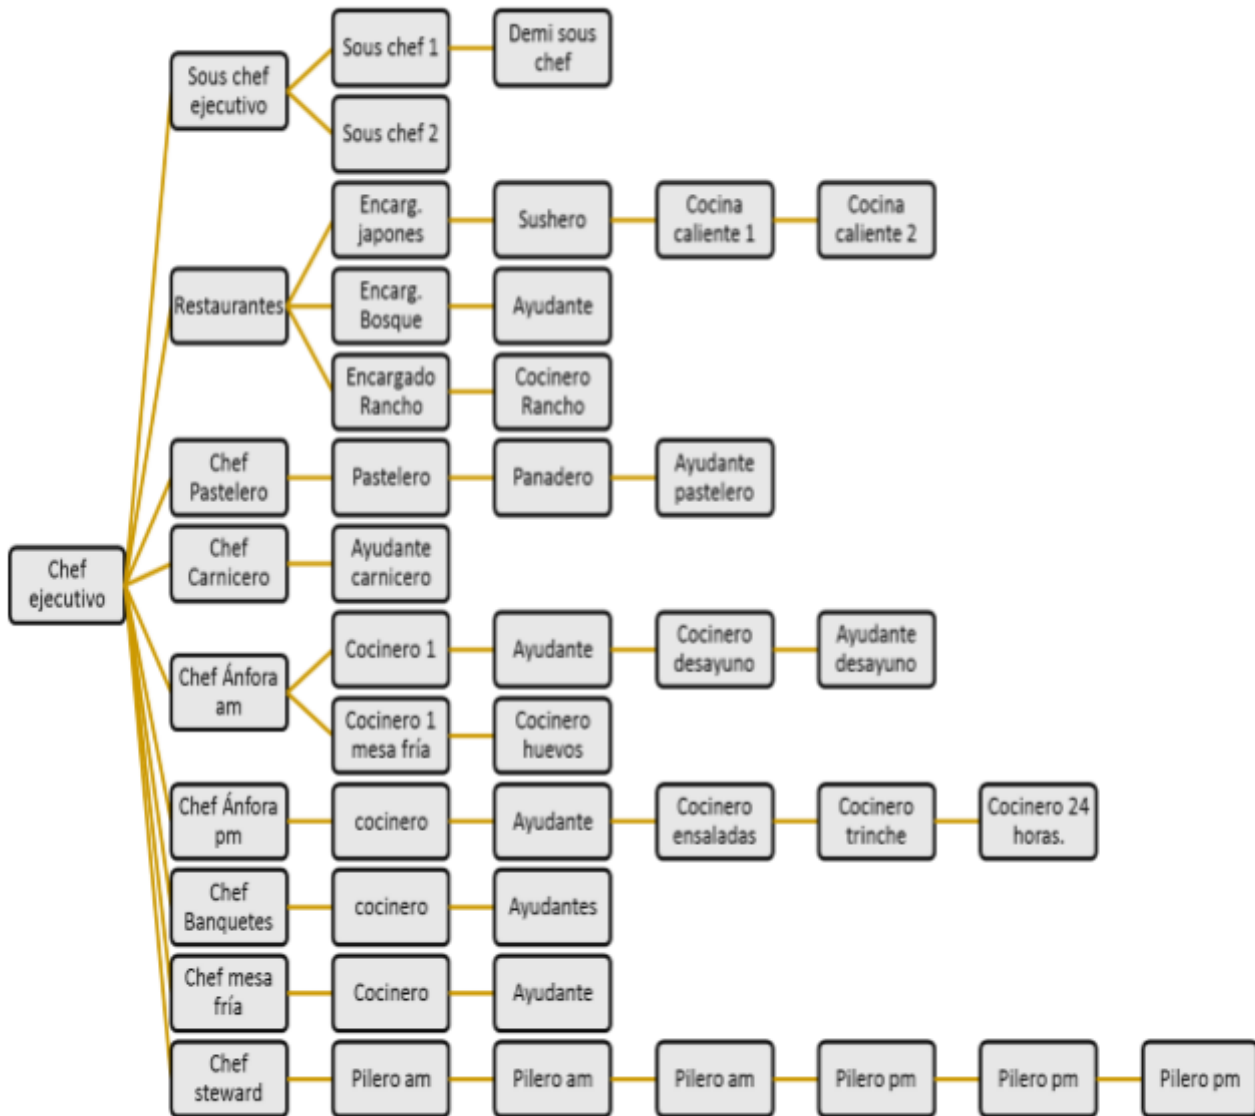 Sous chef 1
Demi sous
chef
Sous chef
ejecutivo
Sous chef 2
Encarg.
japones
Sushero
Cocina
caliente 1
Cocina
caliente 2
Restaurantes
Encarg.
Bosque
Ayudante
Encargado
Rancho
Cocinero
Rancho
Chef
Pastelero
Pastelero
Panadero
Ayudante
pastelero
Chef
ejecutivo
Chef
Carnicero
Ayudante
carnicero
Chef Ánfora
am
Cocinero 1
Ayudante
Cocinero
desayuno
Ayudante
desayuno
Cocinero 1
mesa fría
Cocinero
huevos
Chef Ánfora
pm
cocinero
Ayudante
Cocinero
ensaladas
Cocinero
trinche
Cocinero 24
horas.
Chef
Banquetes
cocinero
Ayudantes
Chef mesa
fría
Cocinero
Ayudante
Chef
steward
Pilero am
Pilero am
Pilero am
Pilero pm
Pilero pm
Pilero pm